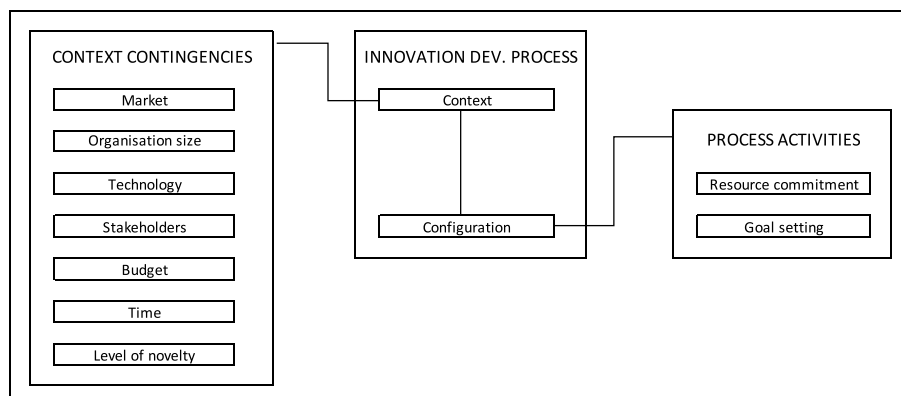 CONTEXT CONTINGENCIES
Market
Organisation size
Technology
Stakeholders
Budget
Time
Level of novelty
INNOVATION DEV. PROCESS
Context
Configuration
PROCESS ACTIVITIES
Resource commitment
Goal setting